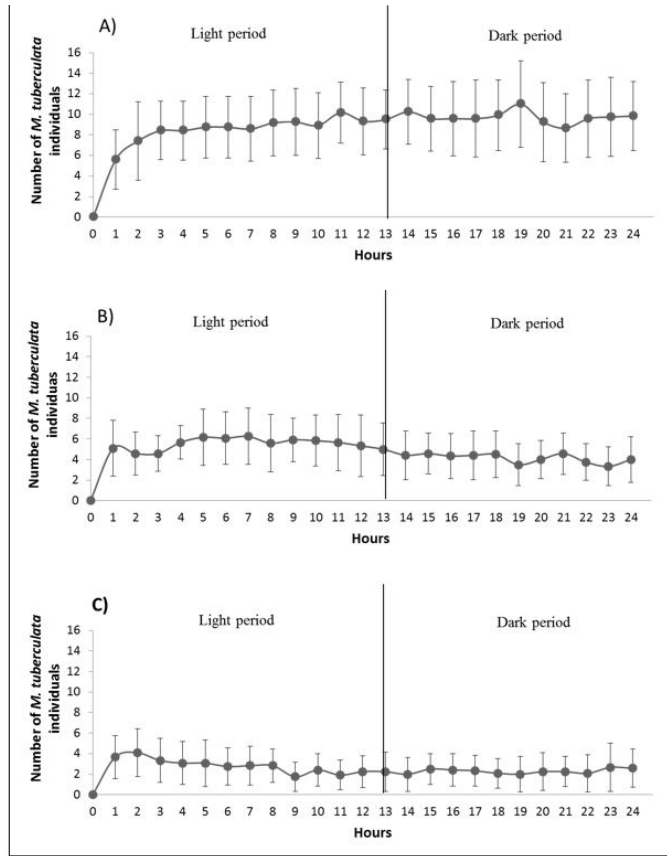 A)
Light period
Dark period
Number of M. tuberculata
individuals
16
14
12
10
8
6
4
2
0
0 1 2 3 4 5 6 7 8 9 10 11 12 13 14 15 16 17 18 19 20 21 22 23 24
Hours
B)
Light period
Dark period
Number of M. tuberculata
individuas
16
14
12
10
8
6
4
2
0
0 1 2 3 4 5 6 7 8 9 10 11 12 13 14 15 16 17 18 19 20 21 22 23 24
Hours
C)
Light period
Dark period
Number of M. tuberculata
individuals
16
14
12
10
8
6
4
2
0
0 1 2 3 4 5 6 7 8 9 10 11 12 13 14 15 16 17 18 19 20 21 22 23 24
Hours